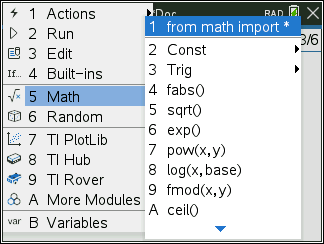 1 Actions
2 Run
3 Edit
If... 4 Built-ins
√x 5 Math
6 Random
7 TI PlotLib
8 TI Hub
9 TI Rover
A More Modules
var B Variables
Doc RAD
/6
1 from math import *
2 Const
3 Trig
4 fabs()
5 sqrt()
6 exp()
7 pow(x,y)
8 log(x,base)
9 fmod(x,y)
A ceil()